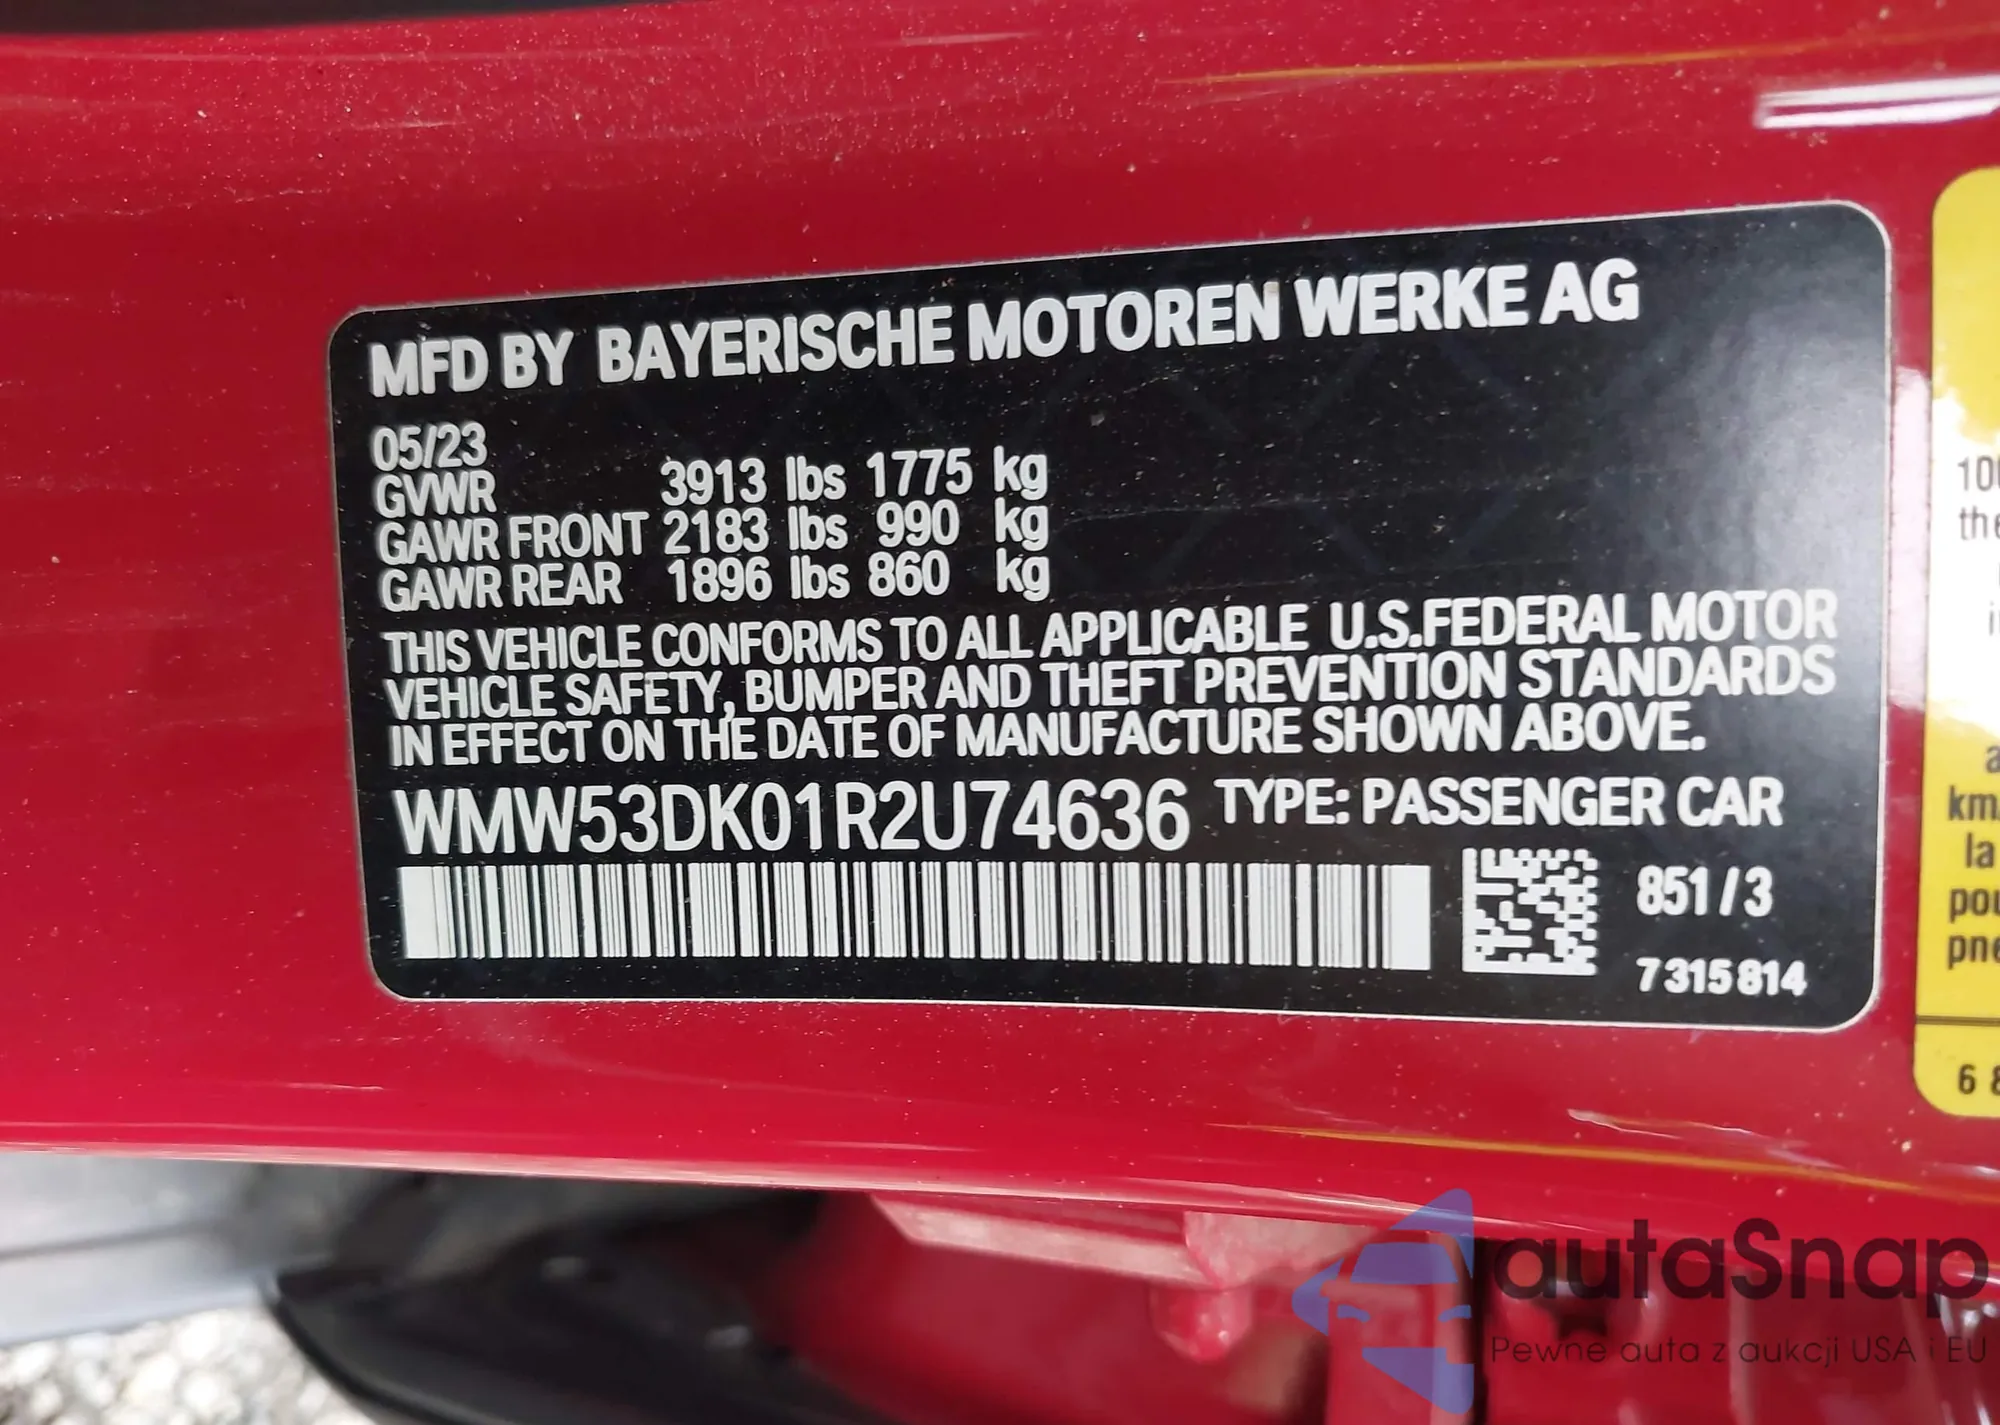 MFD BY BAYERISCHE MOTOREN WERKE AG
05/23
GVWR 3913 lbs 1775 kg
GAWR FRONT 2183 lbs 990 kg
GAWR REAR 1896 lbs 860 kg
THIS VEHICLE CONFORMS TO ALL APPLICABLE U.S.FEDERAL MOTOR
VEHICLE SAFETY, BUMPER AND THEFT PREVENTION STANDARDS
IN EFFECT ON THE DATE OF MANUFACTURE SHOWN ABOVE.
WMW53DK01R2U74636 TYPE: PASSENGER CAR
851/3
7315814
la
6
autaSnap
Pewne auta z aukcji USA i EU